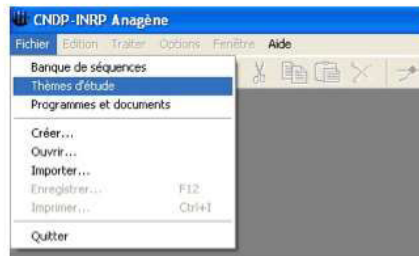 CNDP-INRP Anagène
Fichier Edition Traiter Options Fenêtre Aide
Banque de séquences
Thèmes d'étude
Programmes et documents
Créer...
Ouvrir...
Importer...
Enregistrer... F12
Imprimer... Ctrl+I
Quitter